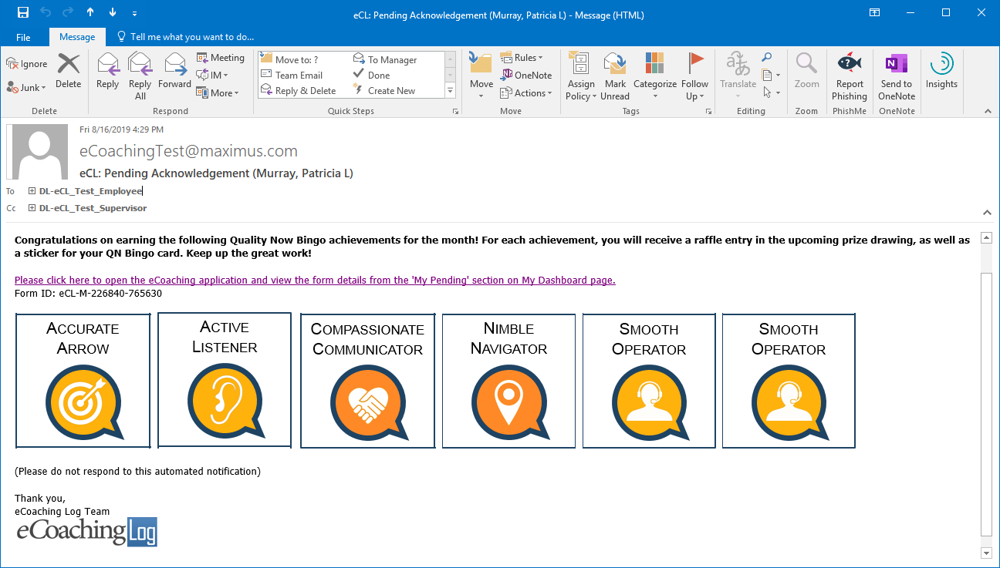 eCL: Pending Acknowledgement (Murray, Patricia L) - Message (HTML)
File Message Tell me what you want to do...
Ignore
Junk
Delete
Delete
Reply
Reply All
Forward
Meeting
IM
More
Respond
Move to: ?
Team Email
Reply & Delete
To Manager
Done
Create New
Quick Steps
Move
Rules
OneNote
Actions
Move
Assign Policy
Mark Unread
Categorize
Follow Up
Tags
Translate
Editing
Zoom
Zoom
Report Phishing
PhishMe
Send to OneNote
OneNote
Insights
Fri 8/16/2019 4:29 PM
eCoachingTest@maximus.com
eCL: Pending Acknowledgement (Murray, Patricia L)
To DL-eCL_Test_Employee
Cc DL-eCL_Test_Supervisor
Congratulations on earning the following Quality Now Bingo achievements for the month! For each achievement, you will receive a raffle entry in the upcoming prize drawing, as well as
a sticker for your QN Bingo card. Keep up the great work!
Please click here to open the eCoaching application and view the form details from the 'My Pending' section on My Dashboard page.
Form ID: eCL-M-226840-765630
Accurate
Arrow
Active
Listener
Compassionate
Communicator
Nimble
Navigator
Smooth
Operator
Smooth
Operator
(Please do not respond to this automated notification)
Thank you,
eCoaching Log Team
eCoaching Log